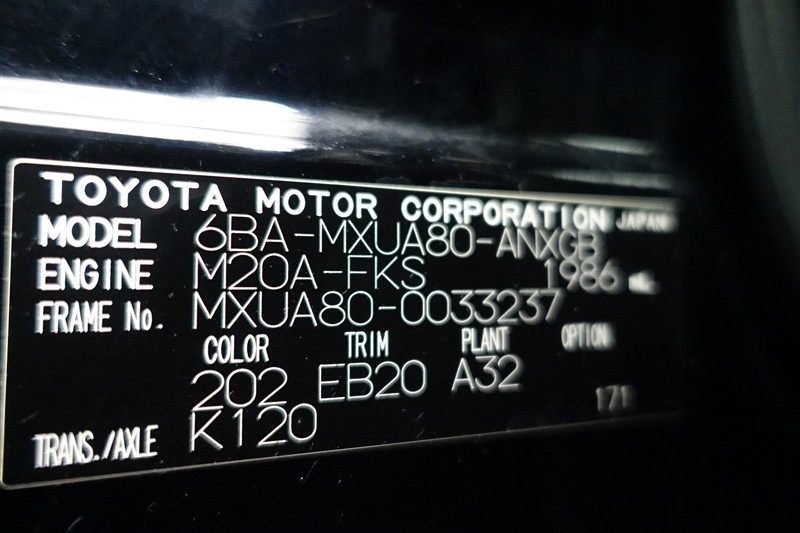 TOYOTA MOTOR CORPORATION JAPAN
MODEL 6BA-MXUA80-ANXGB
ENGINE M20A-FKS 1986 mL
FRAME No. MXUA80-0033237
COLOR TRIM PLANT OPTION
202 EB20 A32
TRANS./AXLE K120 171